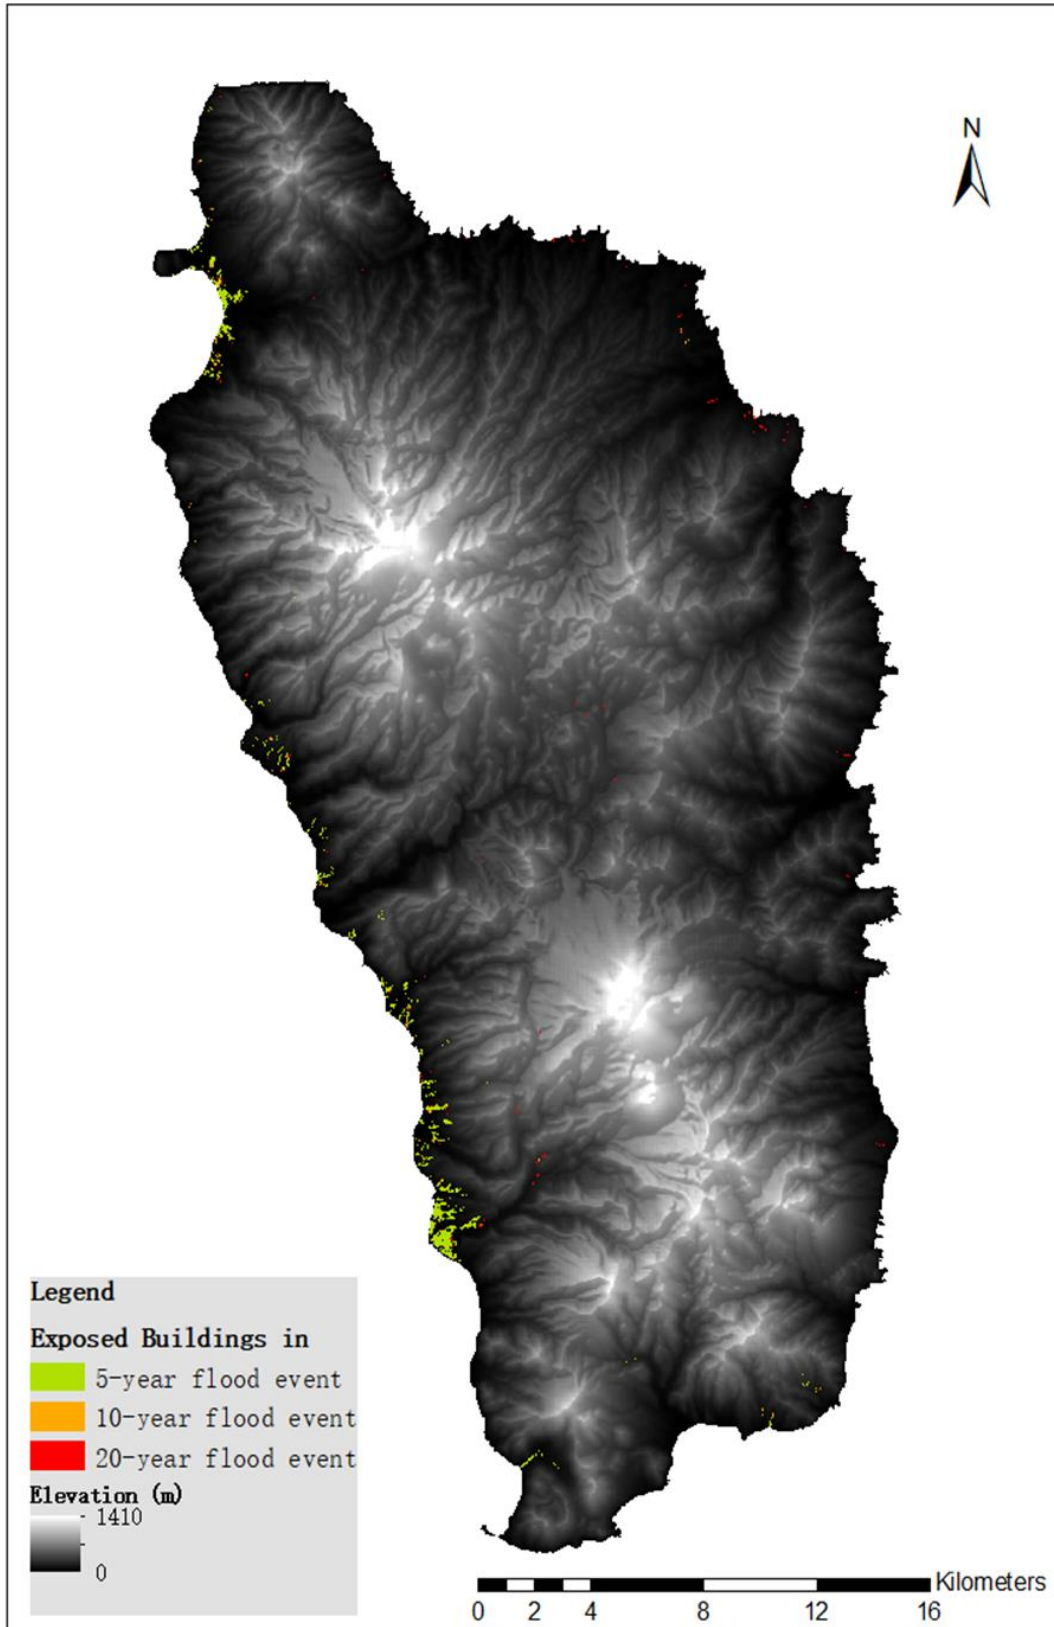 N
Legend
Exposed Buildings in
5-year flood event
10-year flood event
20-year flood event
Elevation (m)
1410
0
Kilometers
0 2 4 8 12 16